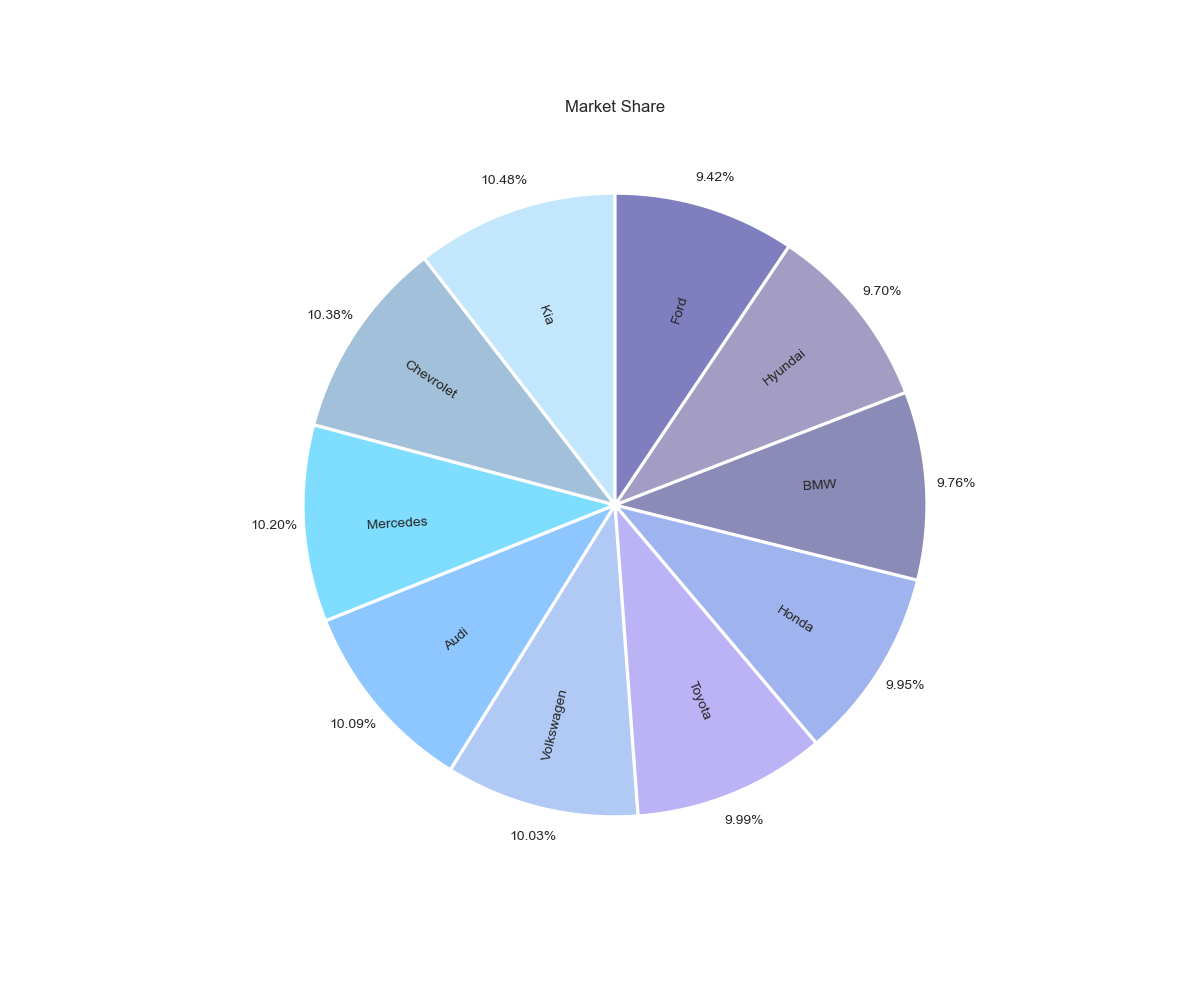 Market Share
10.48%
9.42%
9.70%
10.38%
Kia
Ford
Hyundai
Chevrolet
BMW
9.76%
10.20%
Mercedes
Honda
Audi
9.95%
Toyota
Volkswagen
10.09%
9.99%
10.03%